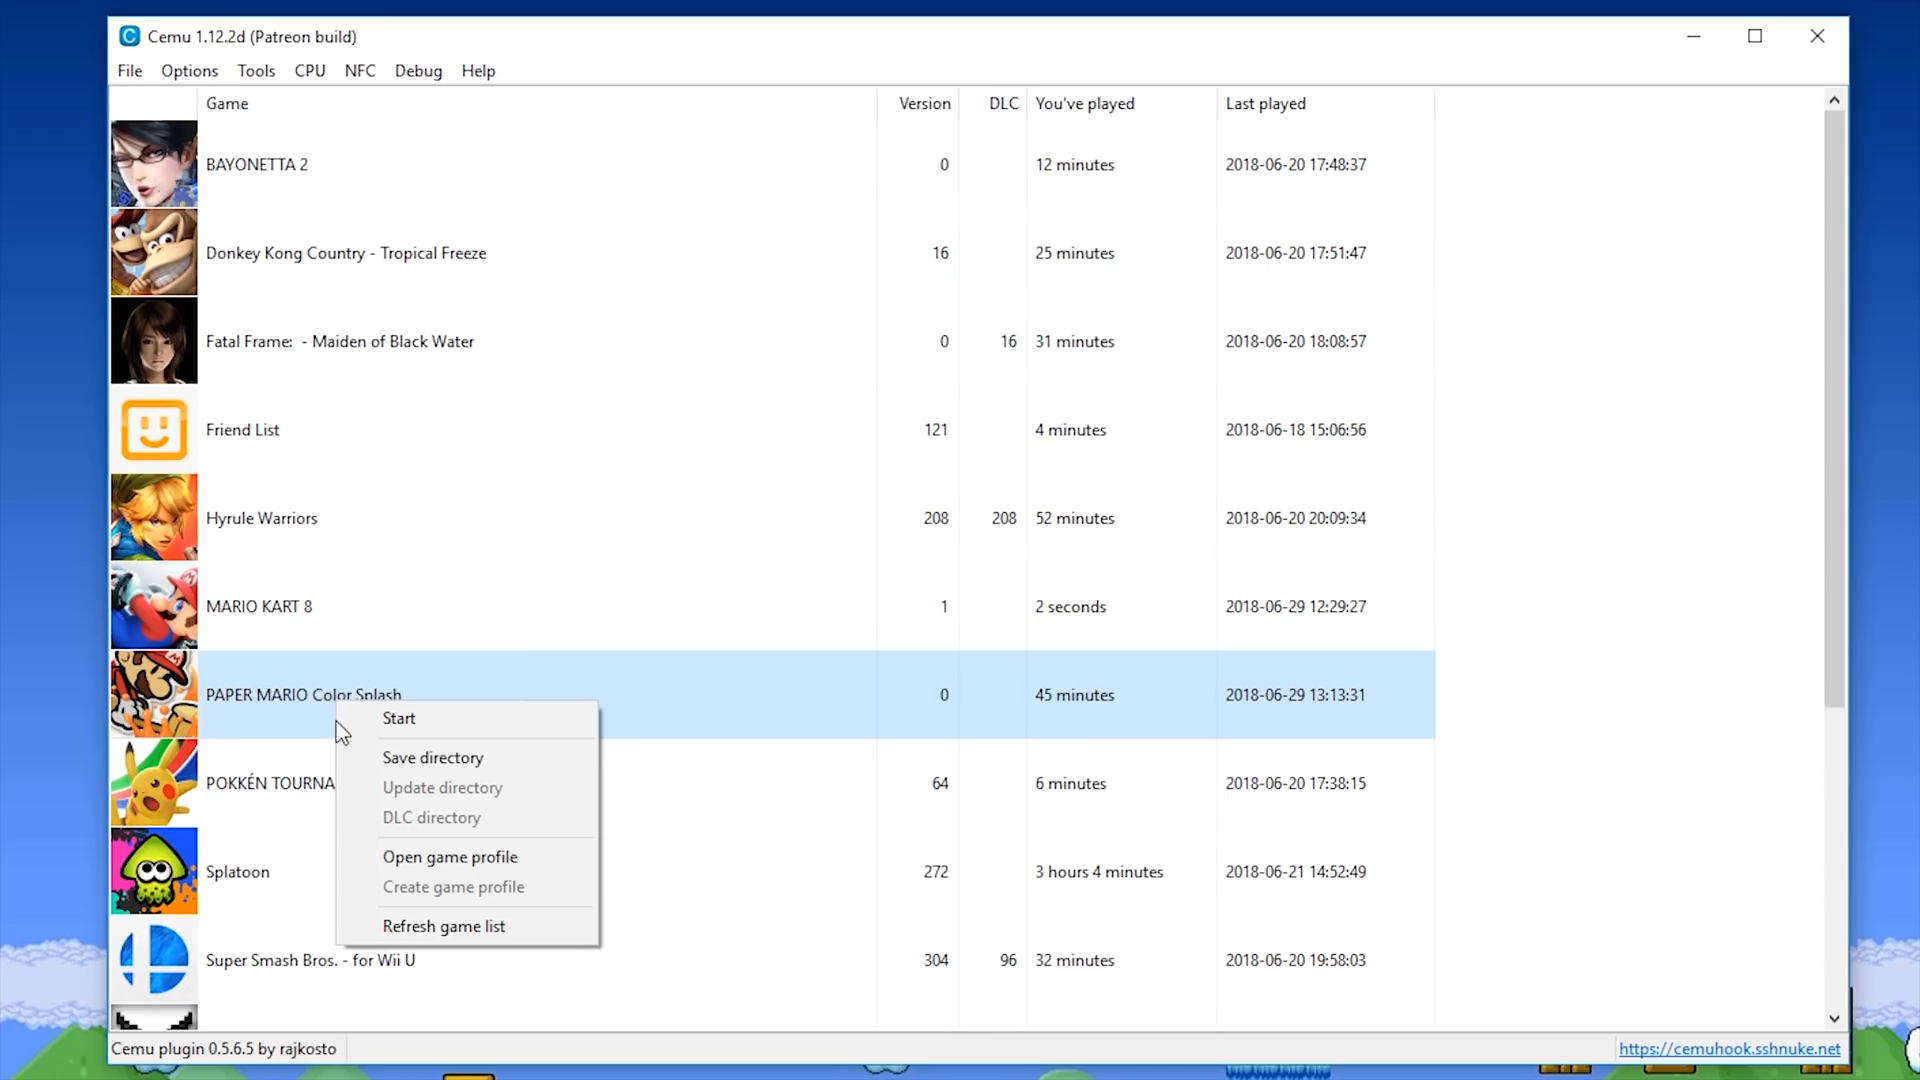 Cemu 1.12.2d (Patreon build)
File Options Tools CPU NFC Debug Help
Game Version DLC You've played Last played
BAYONETTA 2 0 12 minutes 2018-06-20 17:48:37
Donkey Kong Country - Tropical Freeze 16 25 minutes 2018-06-20 17:51:47
Fatal Frame:  - Maiden of Black Water 0 16 31 minutes 2018-06-20 18:08:57
Friend List 121 4 minutes 2018-06-18 15:06:56
Hyrule Warriors 208 208 52 minutes 2018-06-20 20:09:34
MARIO KART 8 1 2 seconds 2018-06-29 12:29:27
PAPER MARIO Color Splash 0 45 minutes 2018-06-29 13:13:31
Start
Save directory
Update directory
DLC directory
Open game profile
Create game profile
Refresh game list
POKKÉN TOURNA 64 6 minutes 2018-06-20 17:38:15
Splatoon 272 3 hours 4 minutes 2018-06-21 14:52:49
Super Smash Bros. - for Wii U 304 96 32 minutes 2018-06-20 19:58:03
Cemu plugin 0.5.6.5 by rajkosto https://cemuhook.sshnuke.net